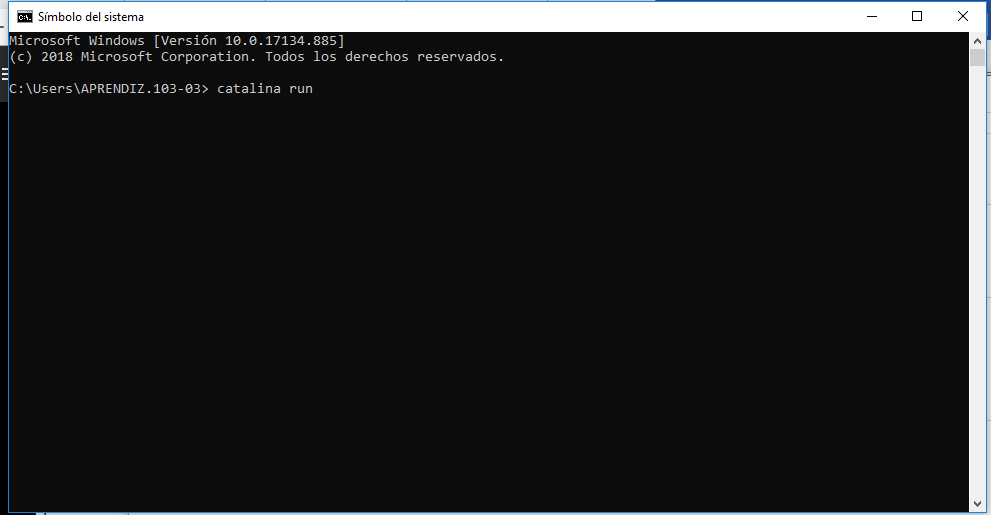 Símbolo del sistema
Microsoft Windows [Versión 10.0.17134.885]
(c) 2018 Microsoft Corporation. Todos los derechos reservados.
C:\Users\APRENDIZ.103-03> catalina run